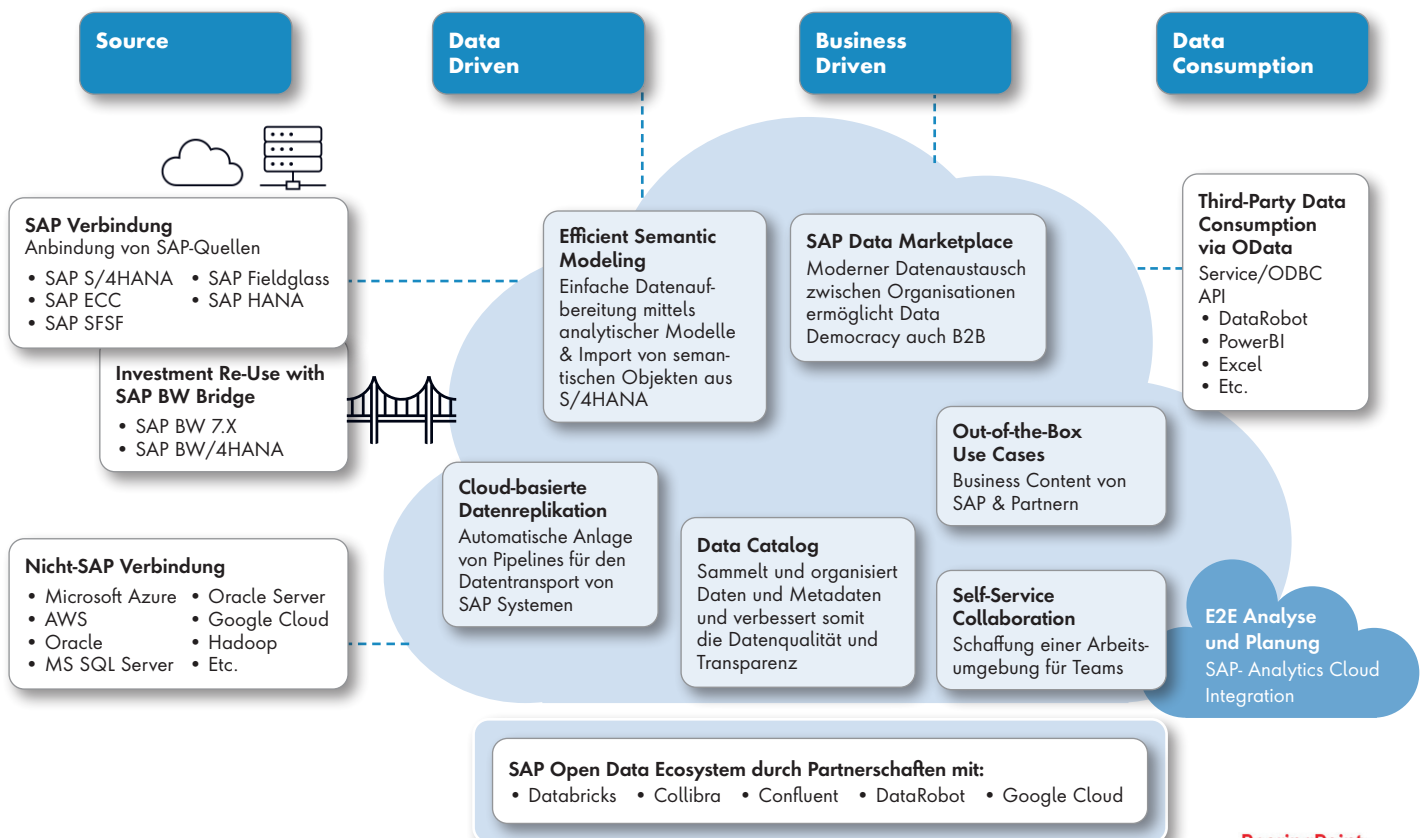 Source
Data
Driven
Business
Driven
Data
Consumption
SAP Verbindung
Anbindung von SAP-Quellen
• SAP S/4HANA • SAP Fieldglass
• SAP ECC • SAP HANA
• SAP SFSF
Investment Re-Use with
SAP BW Bridge
• SAP BW 7.X
• SAP BW/4HANA
Nicht-SAP Verbindung
• Microsoft Azure • Oracle Server
• AWS • Google Cloud
• Oracle • Hadoop
• MS SQL Server • Etc.
Efficient Semantic
Modeling
Einfache Datenauf-
bereitung mittels
analytischer Modelle
& Import von seman-
tischen Objekten aus
S/4HANA
Cloud-basierte
Datenreplikation
Automatische Anlage
von Pipelines für den
Datentransport von
SAP Systemen
SAP Data Marketplace
Moderner Datenaustausch
zwischen Organisationen
ermöglicht Data
Democracy auch B2B
Data Catalog
Sammelt und organisiert
Daten und Metadaten
und verbessert somit
die Datenqualität und
Transparenz
Out-of-the-Box
Use Cases
Business Content von
SAP & Partnern
Self-Service
Collaboration
Schaffung einer Arbeits-
umgebung für Teams
Third-Party Data
Consumption
via OData
Service/ODBC
API
• DataRobot
• PowerBI
• Excel
• Etc.
E2E Analyse
und Planung
SAP- Analytics Cloud
Integration
SAP Open Data Ecosystem durch Partnerschaften mit:
• Databricks • Collibra • Confluent • DataRobot • Google Cloud